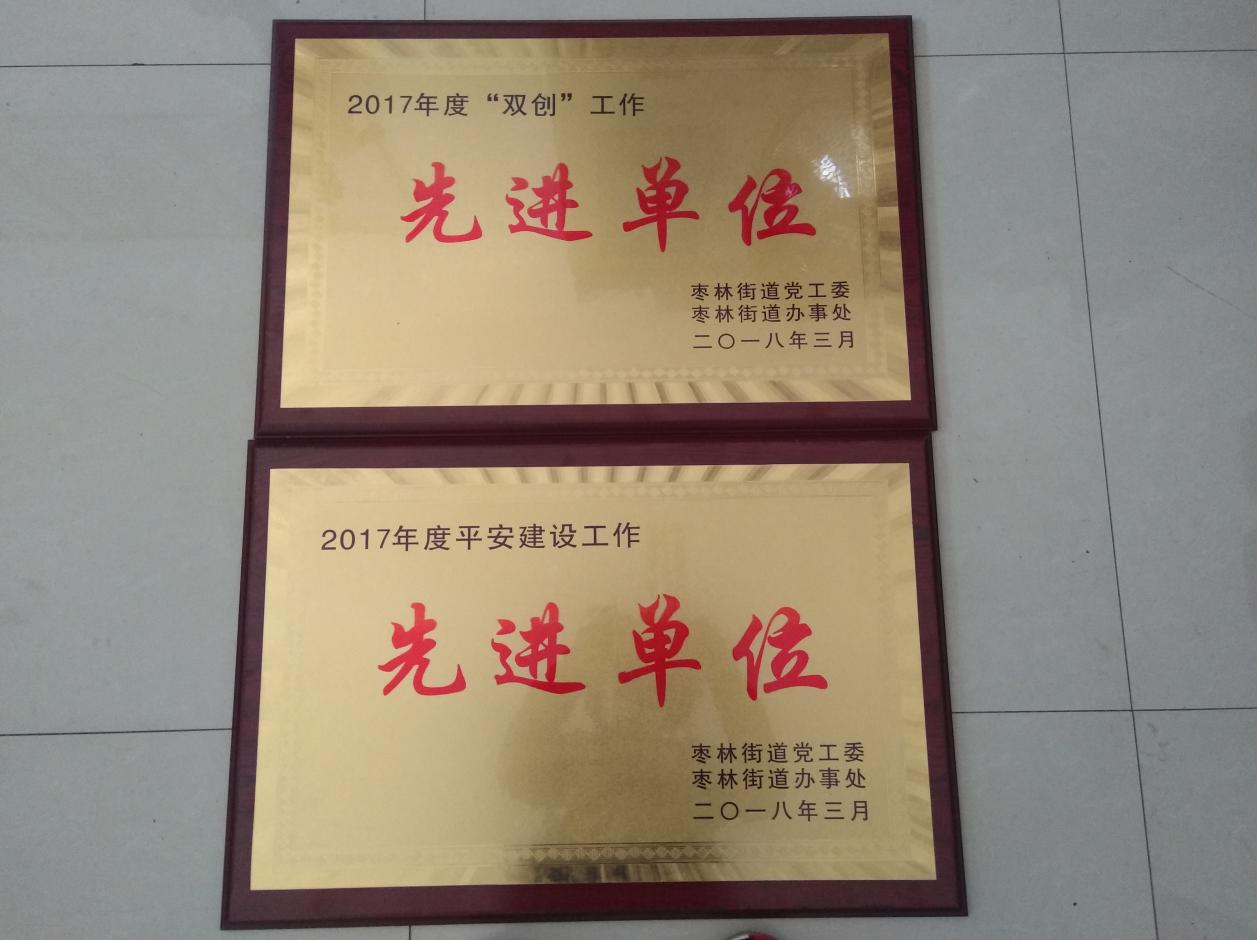 2017年度“双创”工作
先进单位
枣林街道党工委
枣林街道办事处
二〇一八年三月
2017年度平安建设工作
先进单位
枣林街道党工委
枣林街道办事处
二〇一八年三月